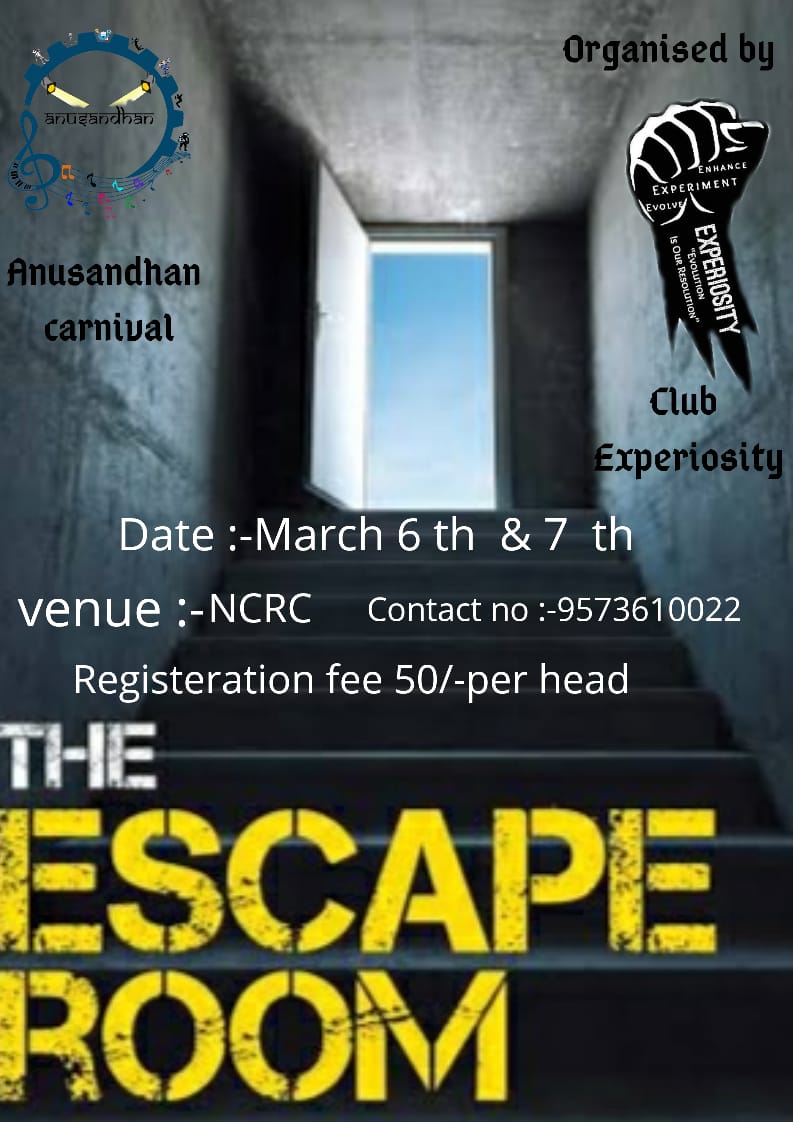 Organised by
anusandhan
ENHANCE
EXPERIMENT
EVOLVE
EXPERIOSITY
"EVOLUTION
IS OUR RESOLUTION"
Anusandhan
carnival
Club
Experiosity
Date :-March 6 th & 7 th
venue :-NCRC Contact no :-9573610022
Registeration fee 50/-per head
THE
ESCAPE
ROOM